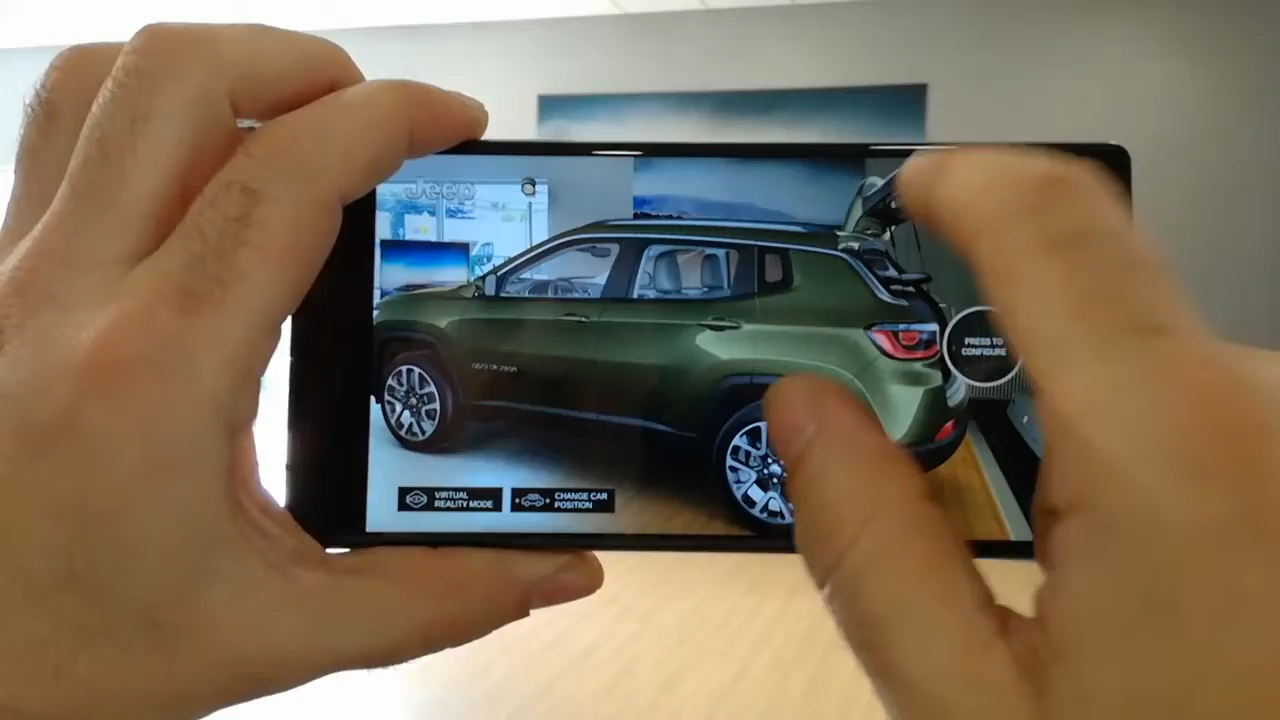 Jeep
PRESS TO
CONFIGURE
VIRTUAL
REALITY MODE
CHANGE CAR
POSITION